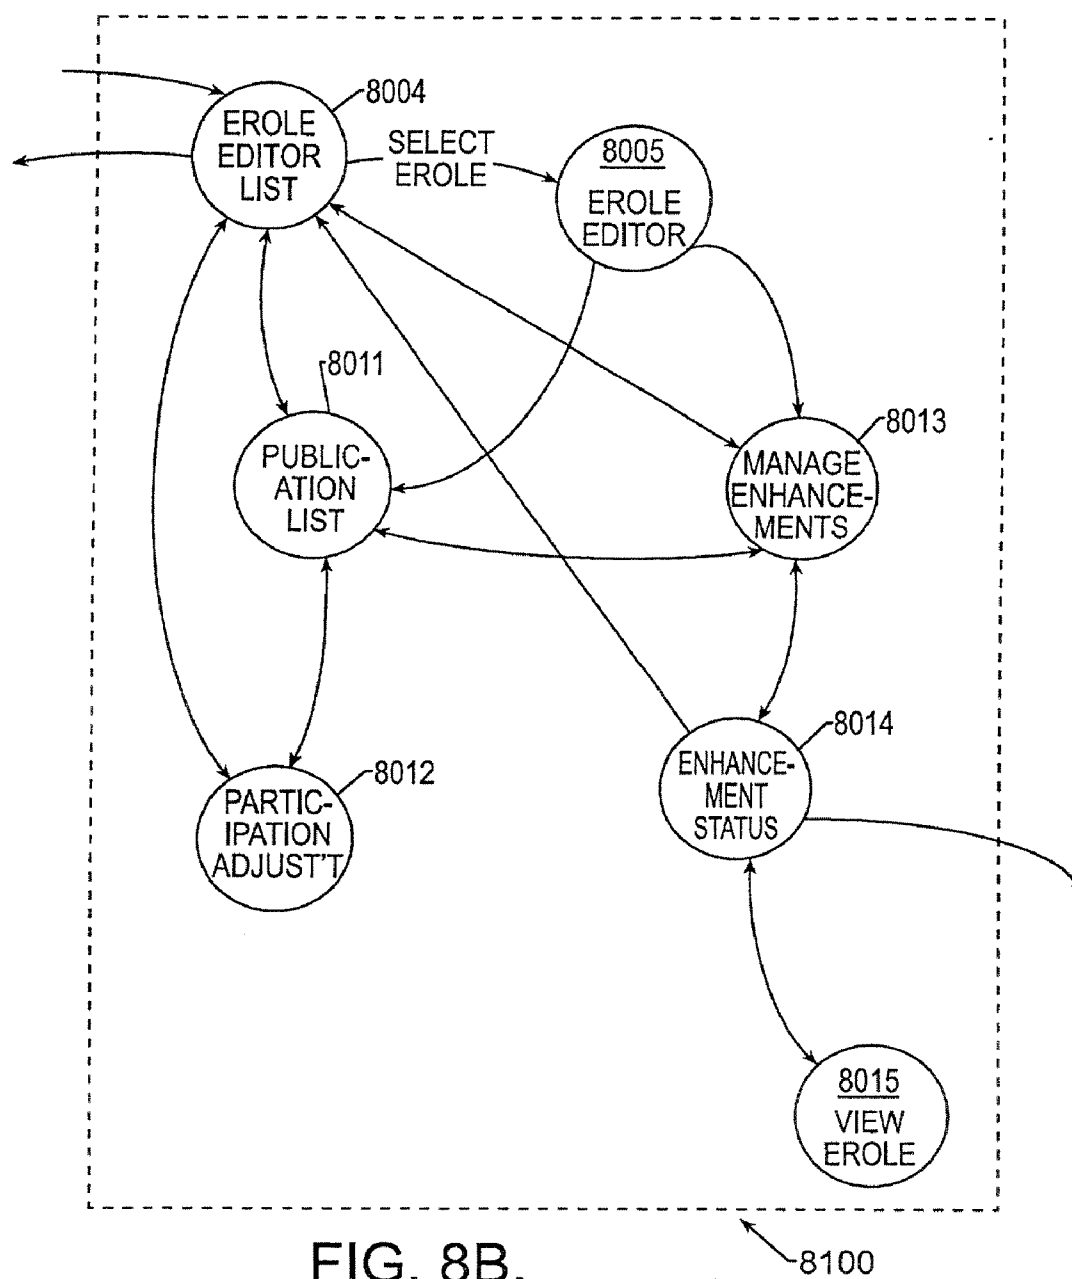 8004
EROLE
EDITOR
LIST
SELECT
EROLE
8005
EROLE
EDITOR
8011
PUBLIC-
ATION
LIST
8013
MANAGE
ENHANCE-
MENTS
8014
ENHANCE-
MENT
STATUS
8012
PARTIC-
IPATION
ADJUST'T
8015
VIEW
EROLE
8100
FIG. 8B.